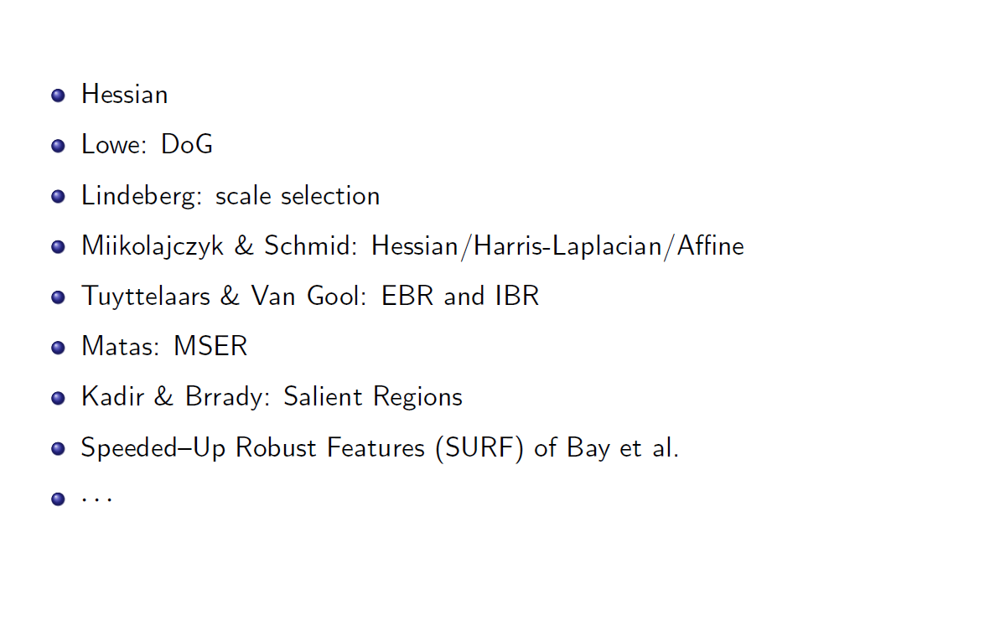 Hessian
Lowe: DoG
Lindeberg: scale selection
Miikolajczyk & Schmid: Hessian/Harris-Laplacian/Affine
Tuyttelaars & Van Gool: EBR and IBR
Matas: MSER
Kadir & Brrady: Salient Regions
Speeded–Up Robust Features (SURF) of Bay et al.
· · ·